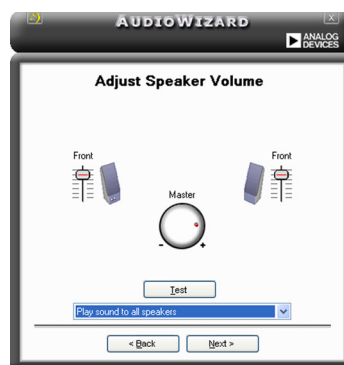 AUDIOWIZARD
ANALOG
DEVICES
Adjust Speaker Volume
Front
Front
Master
- +
Test
Play sound to all speakers
< Back Next >